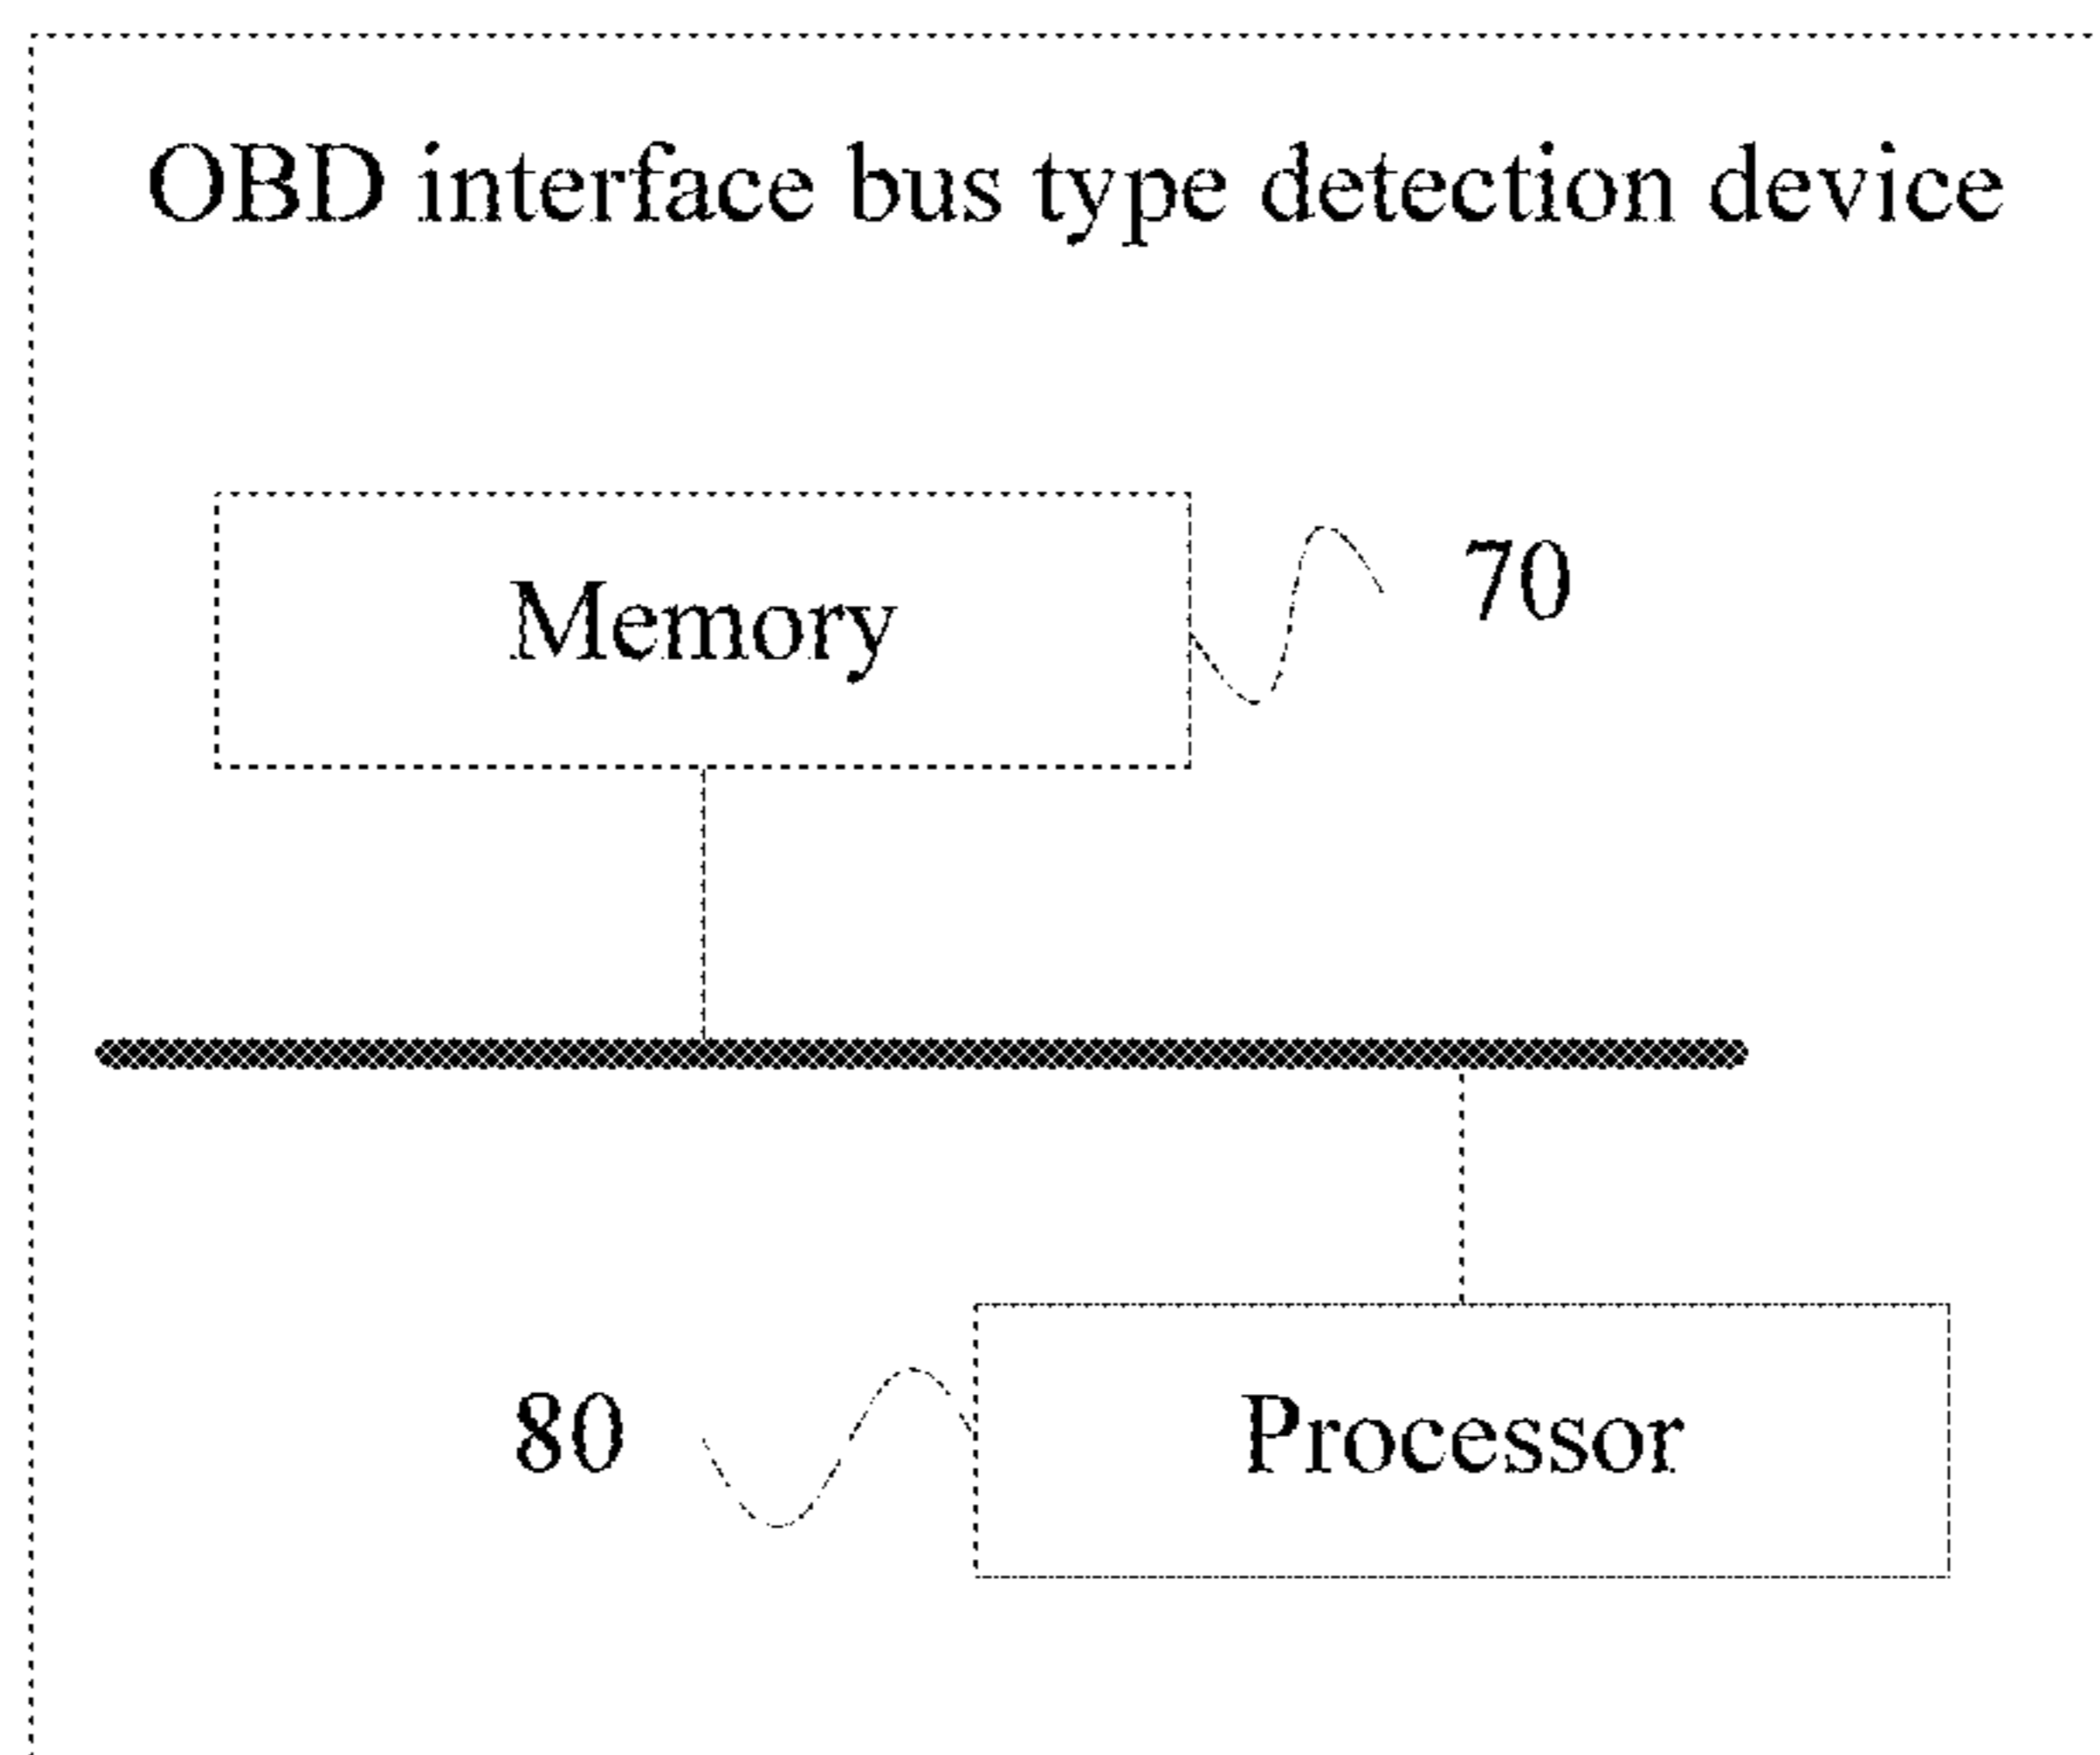 OBD interface bus type detection device
Memory
70
80
Processor